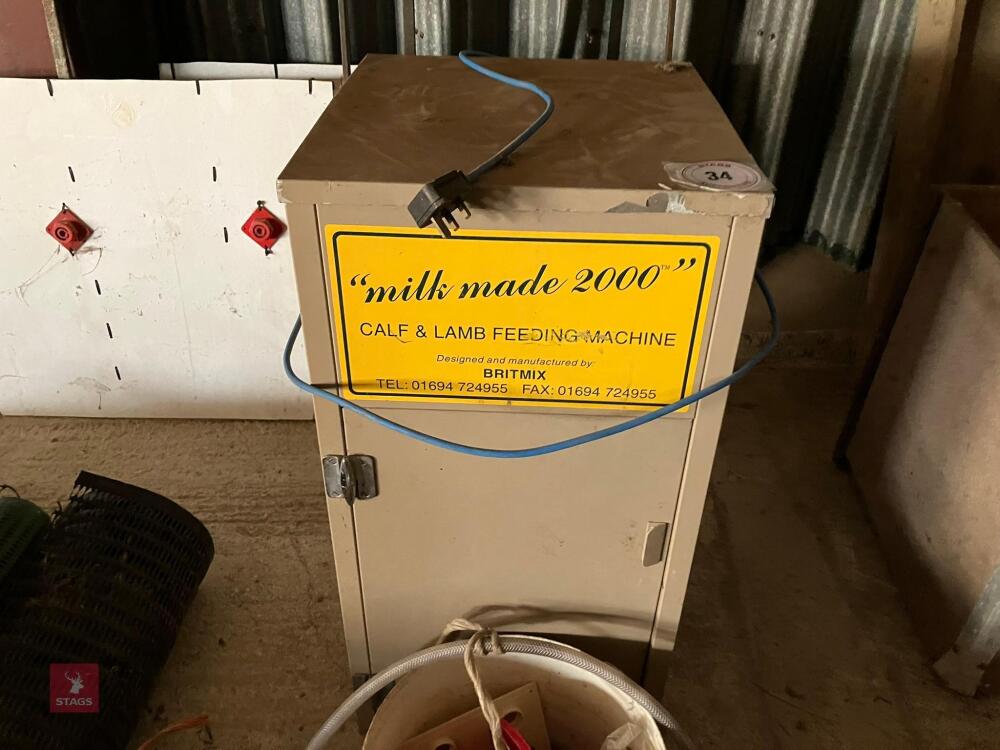 STAGS
34
“milk made 2000™”
CALF & LAMB FEEDING MACHINE
Designed and manufactured by:
BRITMIX
TEL: 01694 724955 FAX: 01694 724955
STAGS